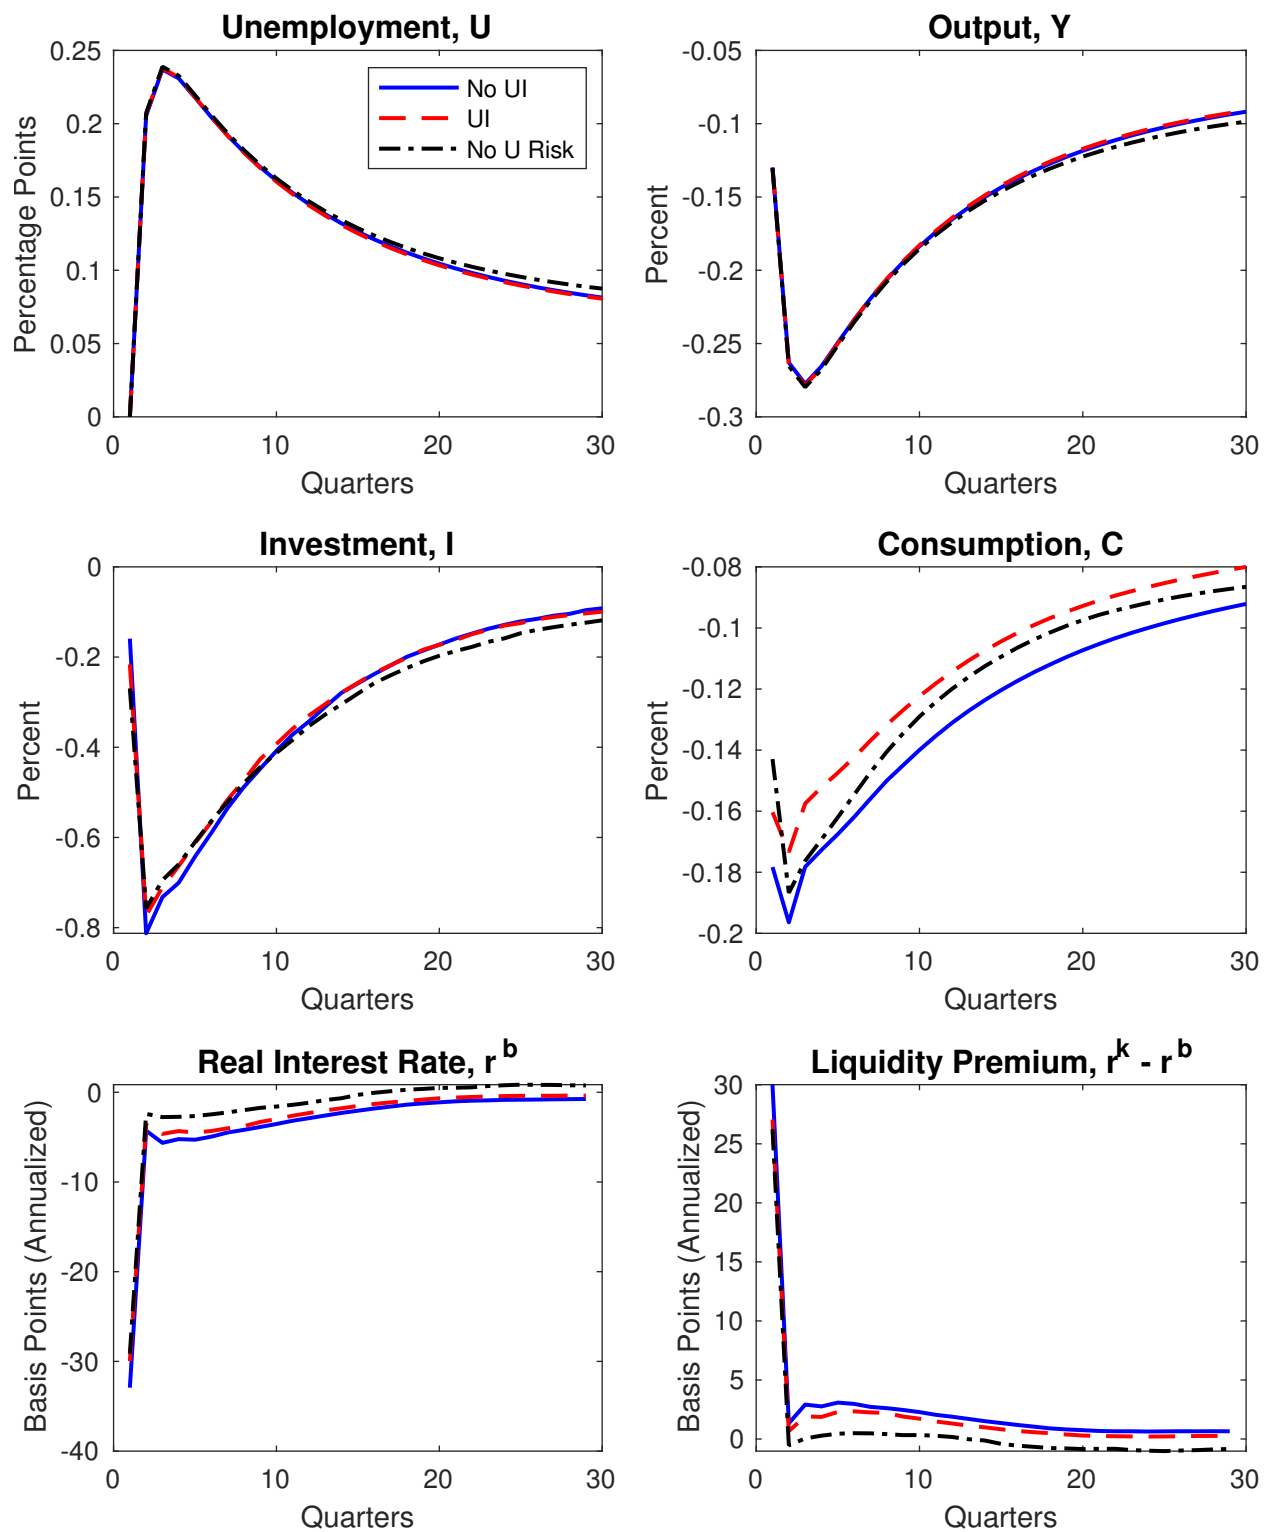 Unemployment, U
Percentage Points
0.25
0.2
0.15
0.1
0.05
0
0 10 20 30
Quarters
No UI
UI
No U Risk
Output, Y
Percent
-0.05
-0.1
-0.15
-0.2
-0.25
-0.3
0 10 20 30
Quarters
Investment, I
Percent
0
-0.2
-0.4
-0.6
-0.8
0 10 20 30
Quarters
Consumption, C
Percent
-0.08
-0.1
-0.12
-0.14
-0.16
-0.18
-0.2
0 10 20 30
Quarters
Real Interest Rate, r^b
Basis Points (Annualized)
0
-10
-20
-30
-40
0 10 20 30
Quarters
Liquidity Premium, r^k - r^b
Basis Points (Annualized)
30
25
20
15
10
5
0
0 10 20 30
Quarters